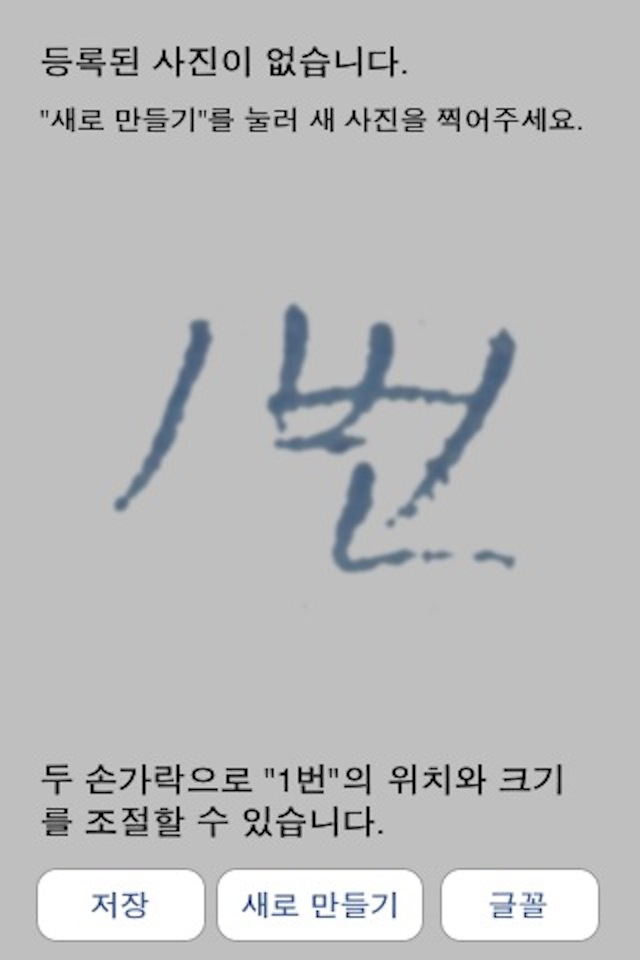 등록된 사진이 없습니다.
"새로 만들기"를 눌러 새 사진을 찍어주세요.
1번
두 손가락으로 "1번"의 위치와 크기
를 조절할 수 있습니다.
저장 새로 만들기 글꼴